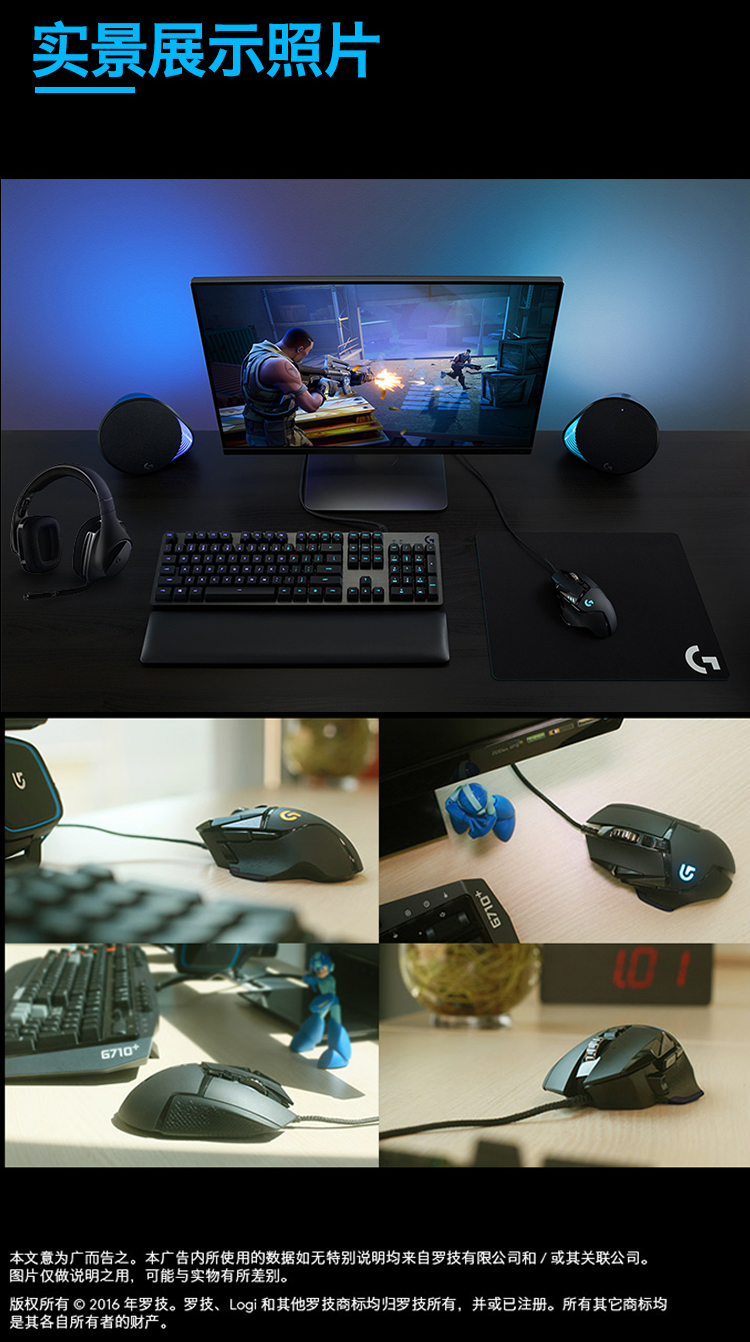 实景展示照片
G710+
1:01
G710+
本文意为广而告之。本广告内所使用的数据如无特别说明均来自罗技有限公司和 / 或其关联公司。
图片仅做说明之用，可能与实物有所差别。
版权所有 © 2016 年罗技。罗技、Logi 和其他罗技商标均归罗技所有，并或已注册。所有其它商标均
是其各自所有者的财产。